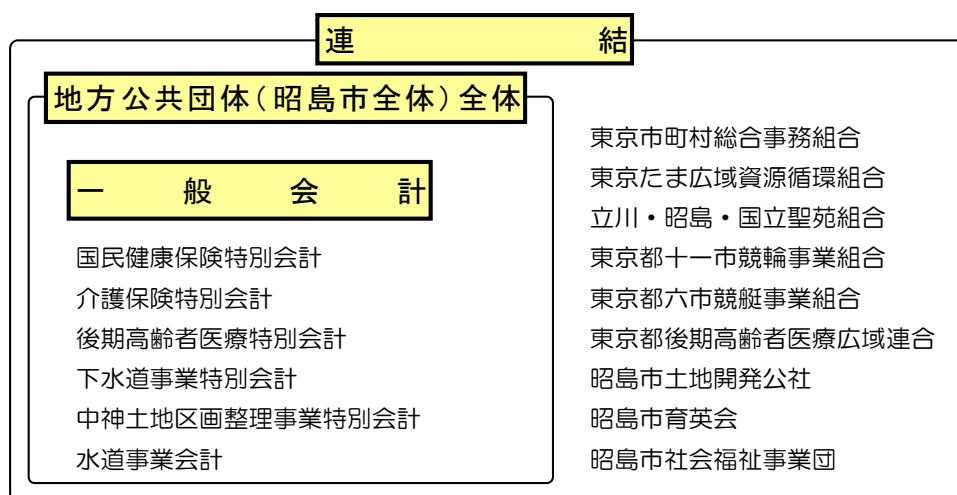 連結
地方公共団体(昭島市全体)全体
一般会計
国民健康保険特別会計
介護保険特別会計
後期高齢者医療特別会計
下水道事業特別会計
中神土地区画整理事業特別会計
水道事業会計
東京市町村総合事務組合
東京たま広域資源循環組合
立川・昭島・国立聖苑組合
東京都十一市競輪事業組合
東京都六市競艇事業組合
東京都後期高齢者医療広域連合
昭島市土地開発公社
昭島市育英会
昭島市社会福祉事業団